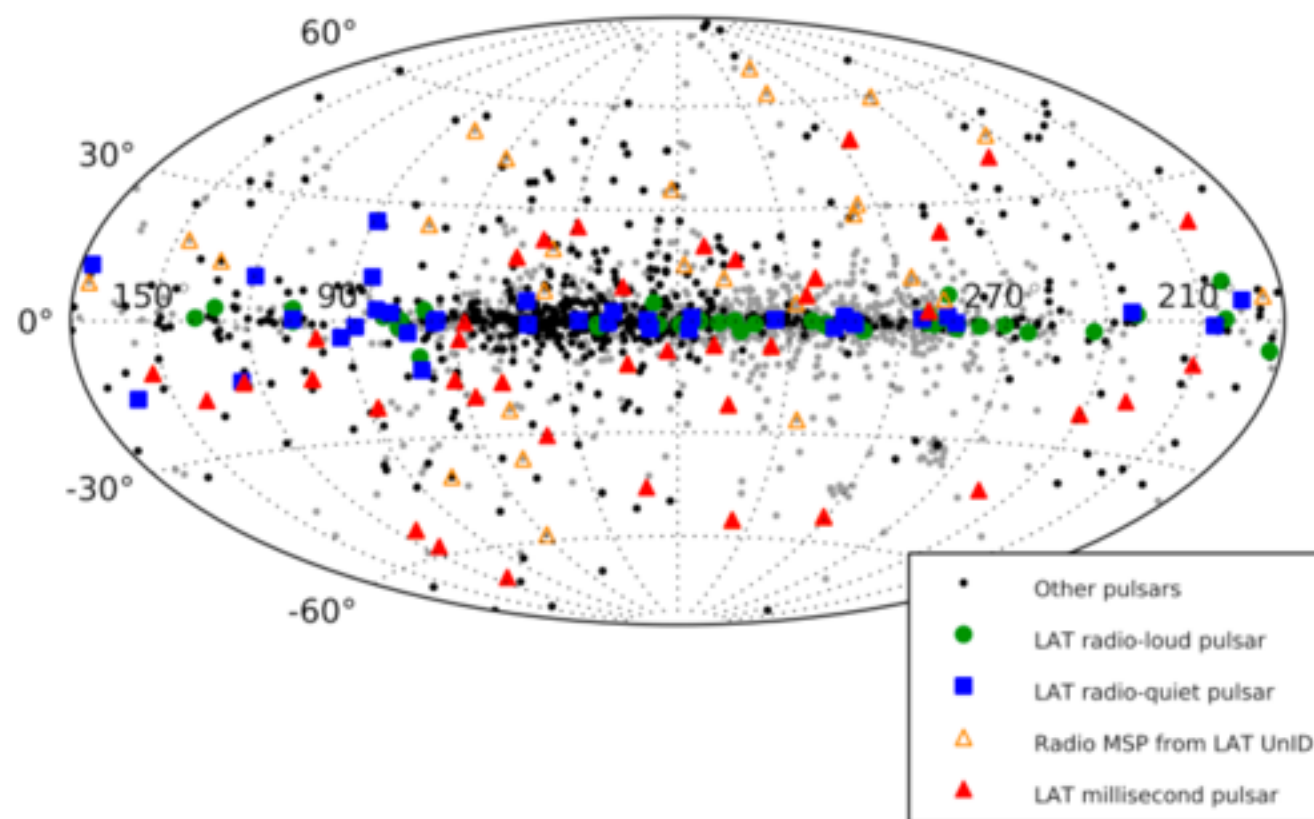 60°
30°
150° 90° 270° 210°
0°
-30°
-60°
Other pulsars
LAT radio-loud pulsar
LAT radio-quiet pulsar
Radio MSP from LAT UnID
LAT millisecond pulsar